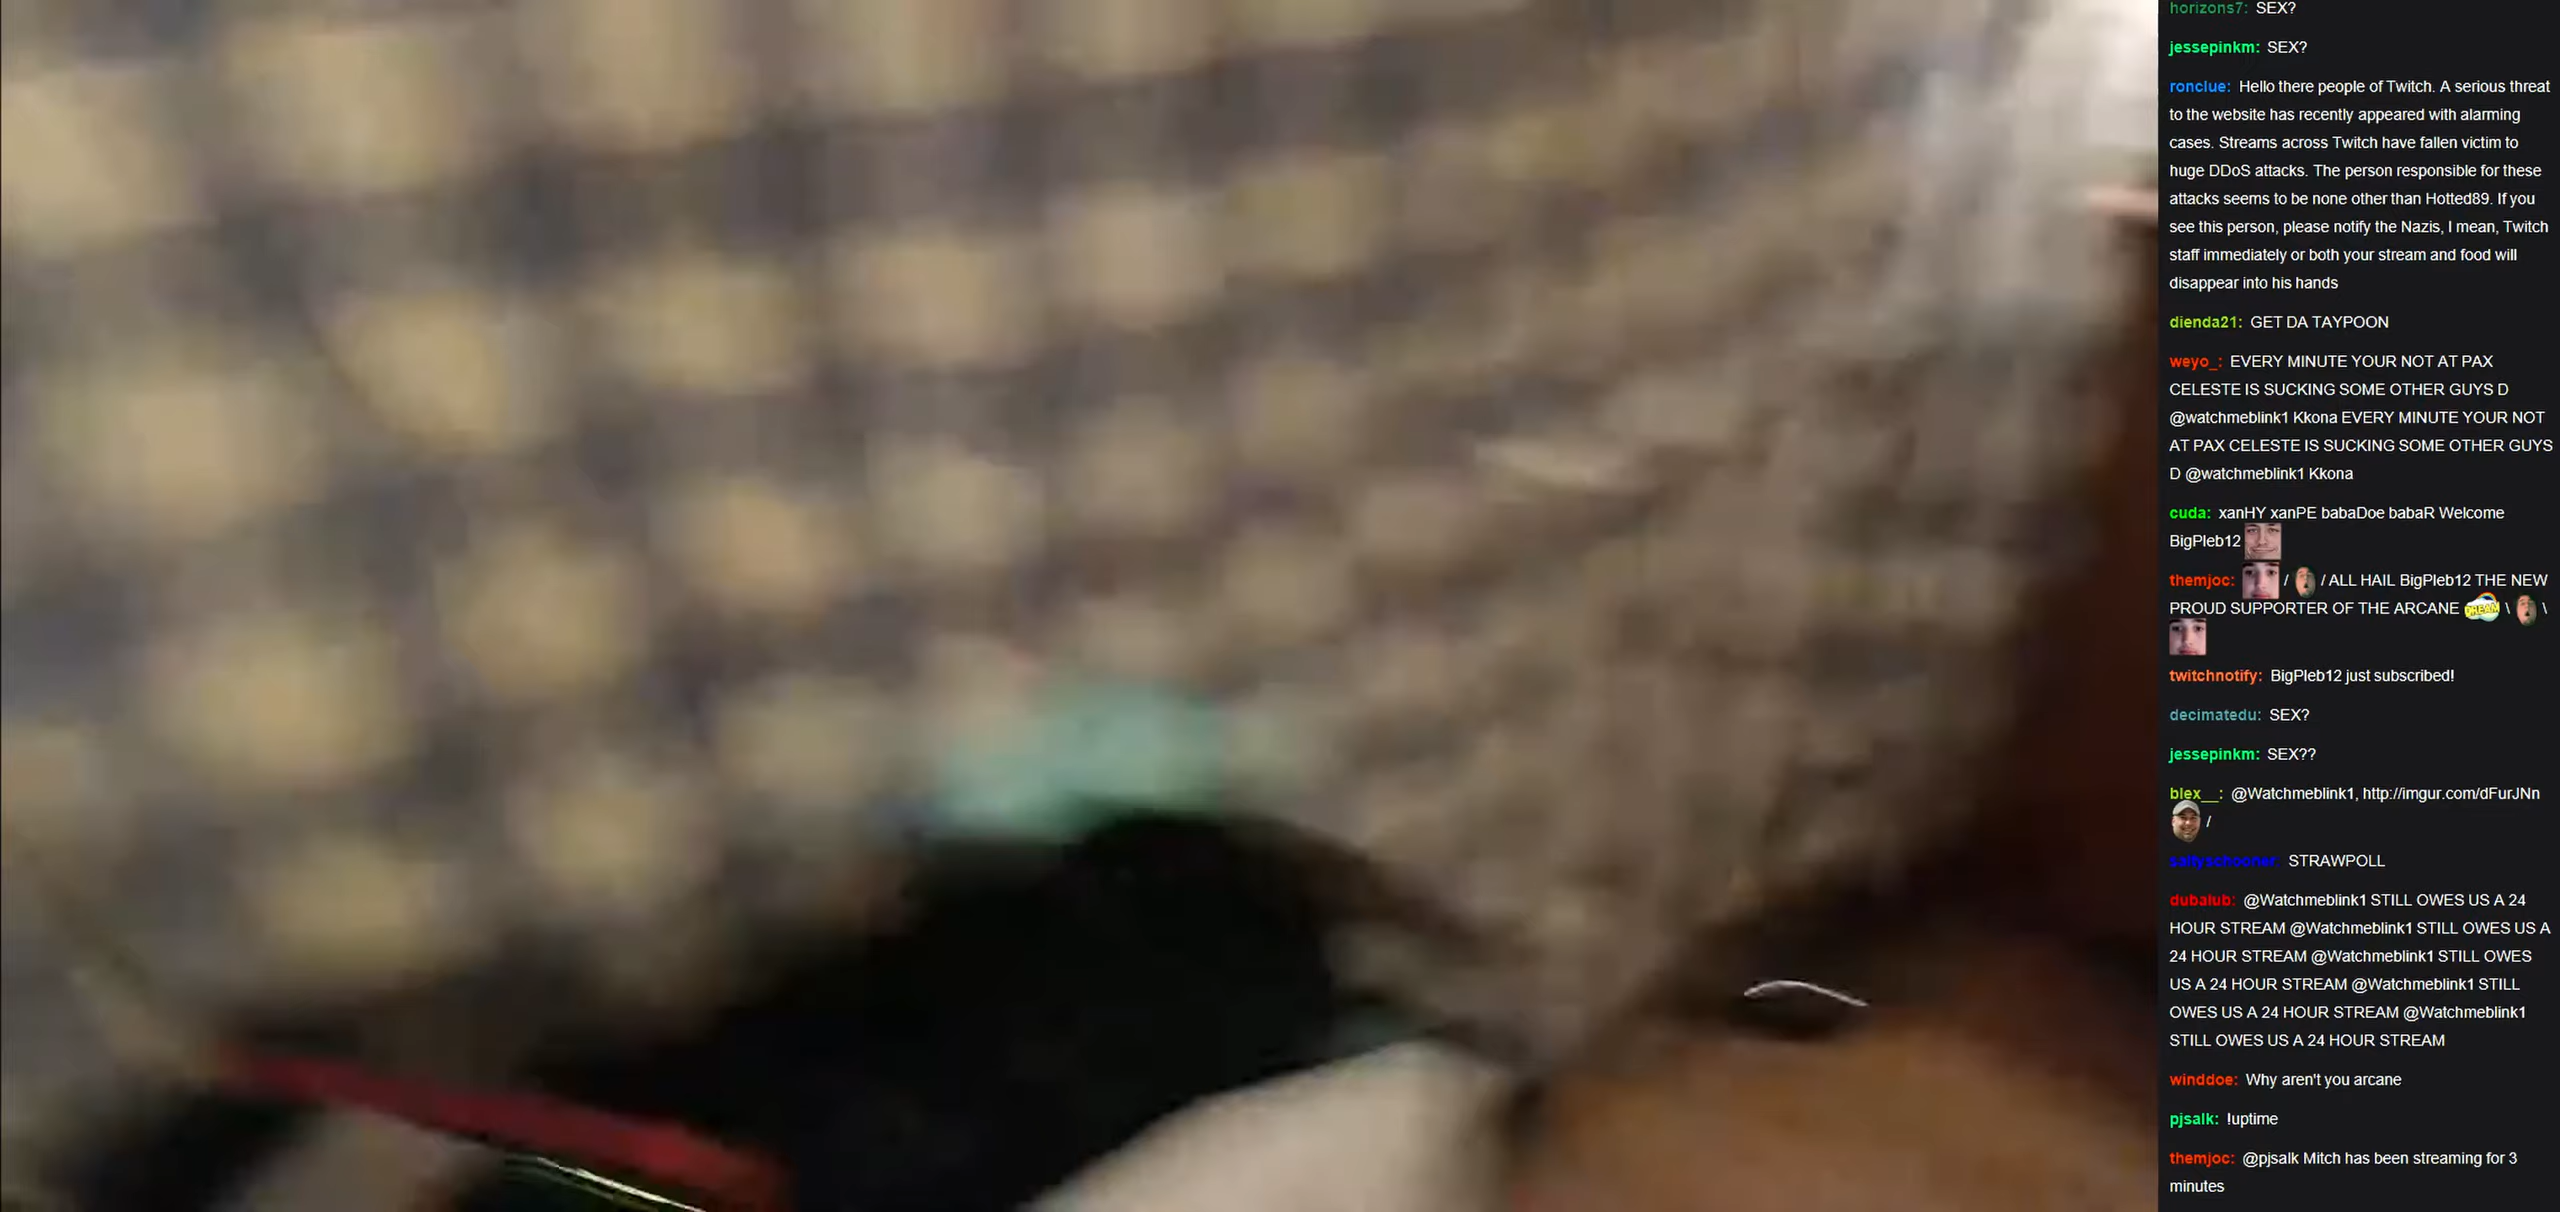 horizons7: SEX?
jessepinkm: SEX?
ronclue: Hello there people of Twitch. A serious threat
to the website has recently appeared with alarming
cases. Streams across Twitch have fallen victim to
huge DDoS attacks. The person responsible for these
attacks seems to be none other than Hotted89. If you
see this person, please notify the Nazis, I mean, Twitch
staff immediately or both your stream and food will
disappear into his hands
dienda21: GET DA TAYPOON
weyo_: EVERY MINUTE YOUR NOT AT PAX
CELESTE IS SUCKING SOME OTHER GUYS D
@watchmeblink1 Kkona EVERY MINUTE YOUR NOT
AT PAX CELESTE IS SUCKING SOME OTHER GUYS
D @watchmeblink1 Kkona
cuda: xanHY xanPE babaDoe babaR Welcome
BigPleb12
themjoc: / / ALL HAIL BigPleb12 THE NEW
PROUD SUPPORTER OF THE ARCANE DREAM \ \
twitchnotify: BigPleb12 just subscribed!
decimatedu: SEX?
jessepinkm: SEX??
blex__: @Watchmeblink1, http://imgur.com/dFurJNn
/
saltyschooner: STRAWPOLL
dubalub: @Watchmeblink1 STILL OWES US A 24
HOUR STREAM @Watchmeblink1 STILL OWES US A
24 HOUR STREAM @Watchmeblink1 STILL OWES
US A 24 HOUR STREAM @Watchmeblink1 STILL
OWES US A 24 HOUR STREAM @Watchmeblink1
STILL OWES US A 24 HOUR STREAM
winddoe: Why aren't you arcane
pjsalk: !uptime
themjoc: @pjsalk Mitch has been streaming for 3
minutes